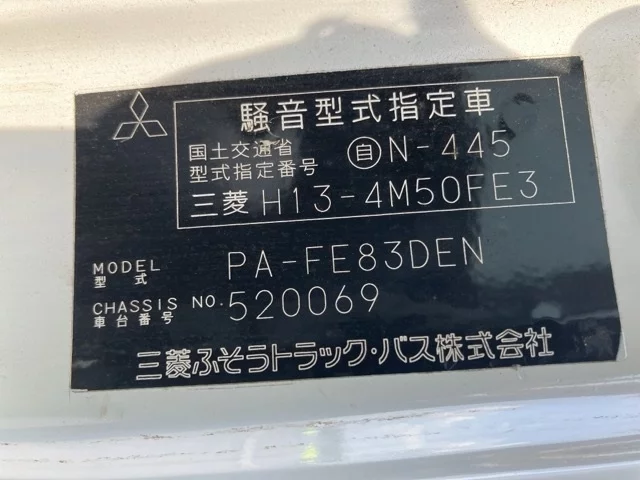 騒音型式指定車
国土交通省
型式指定番号 自N-445
三菱 H13-4M50FE3
MODEL
型式 PA-FE83DEN
CHASSIS NO.
車台番号 520069
三菱ふそうトラック・バス株式会社